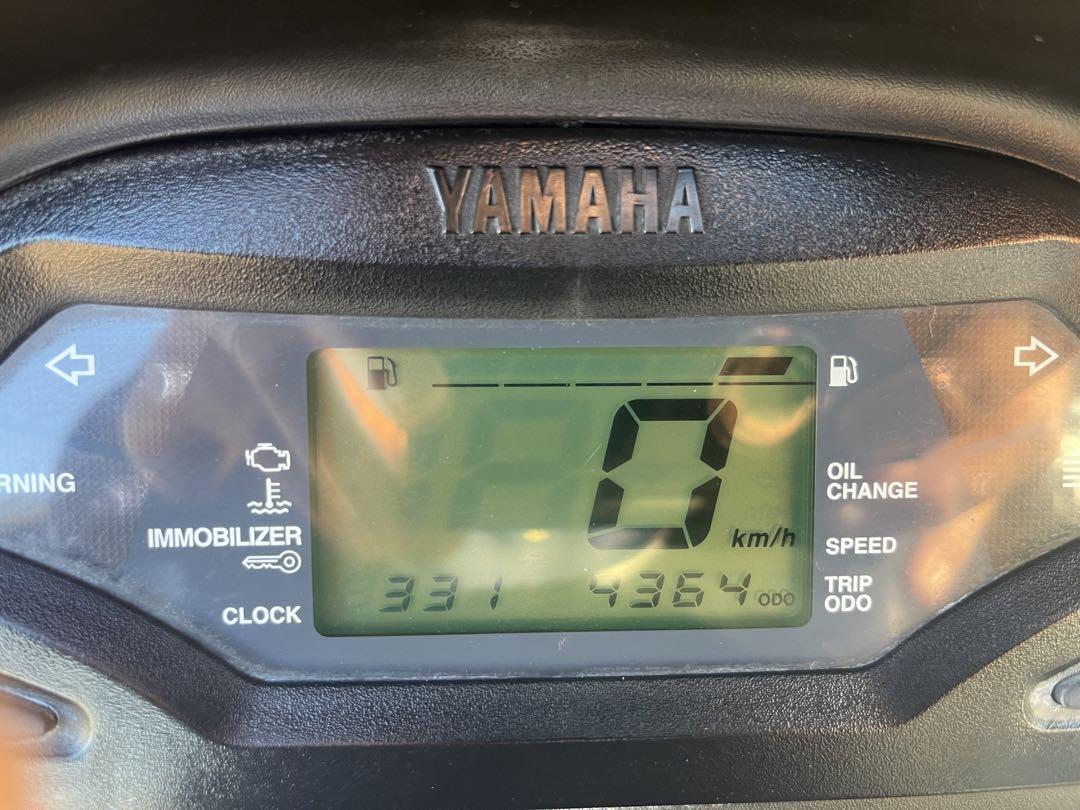 YAMAHA
RNING
0 km/h
IMMOBILIZER
CLOCK
331 4364 ODO
OIL
CHANGE
SPEED
TRIP
ODO